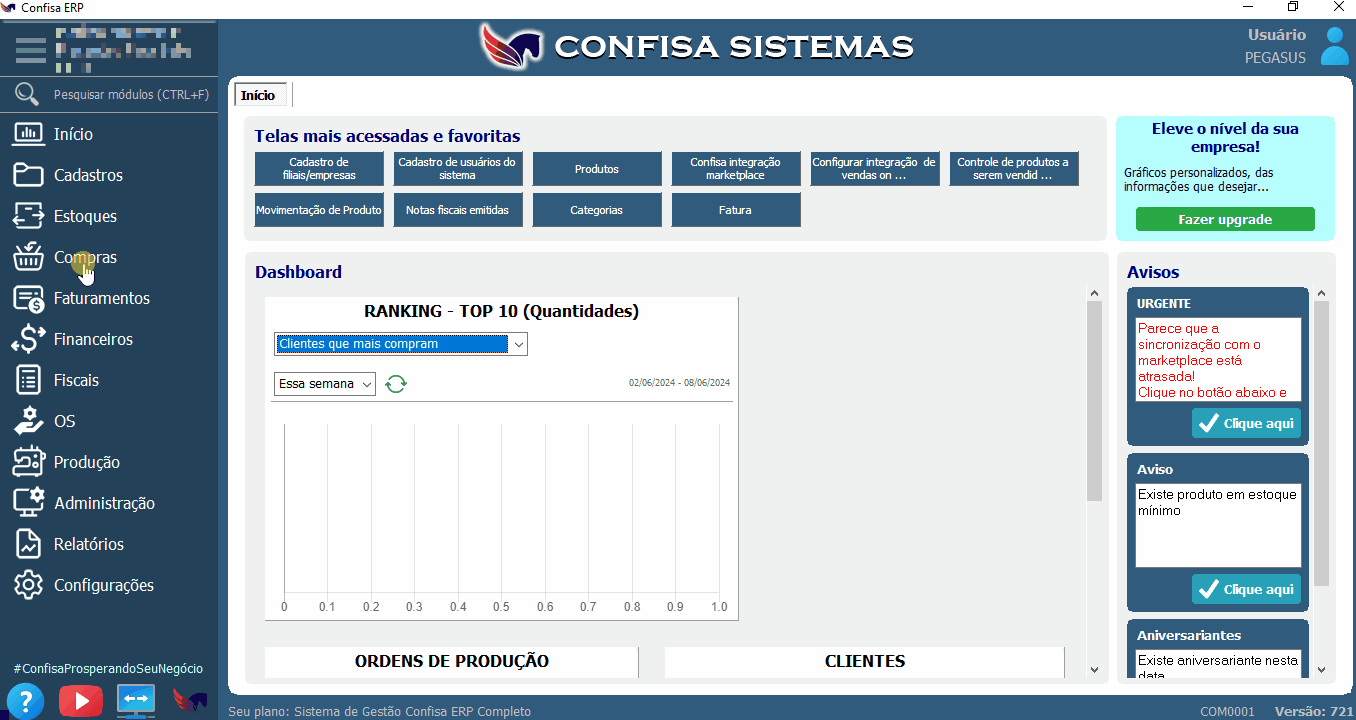 Confisa ERP
CONFISA SISTEMAS
Usuário
PEGASUS
Pesquisar módulos (CTRL+F)
Início
Cadastros
Estoques
Compras
Faturamentos
Financeiros
Fiscais
OS
Produção
Administração
Relatórios
Configurações
#ConfisaProsperandoSeuNegócio
Início
Telas mais acessadas e favoritas
Cadastro de
filiais/empresas
Cadastro de usuários do
sistema
Produtos
Confisa integração
marketplace
Configurar integração de
vendas on ...
Controle de produtos a
serem vendid ...
Movimentação de Produto
Notas fiscais emitidas
Categorias
Fatura
Eleve o nível da sua
empresa!
Gráficos personalizados, das
informações que desejar...
Fazer upgrade
Dashboard
RANKING - TOP 10 (Quantidades)
Clientes que mais compram
Essa semana
02/06/2024 - 08/06/2024
0 0.1 0.2 0.3 0.4 0.5 0.6 0.7 0.8 0.9 1.0
ORDENS DE PRODUÇÃO
CLIENTES
Avisos
URGENTE
Parece que a
sincronização com o
marketplace está
atrasada!
Clique no botão abaixo e
Clique aqui
Aviso
Existe produto em estoque
mínimo
Clique aqui
Aniversariantes
Existe aniversariante nesta
data
Seu plano: Sistema de Gestão Confisa ERP Completo
COM0001
Versão: 721